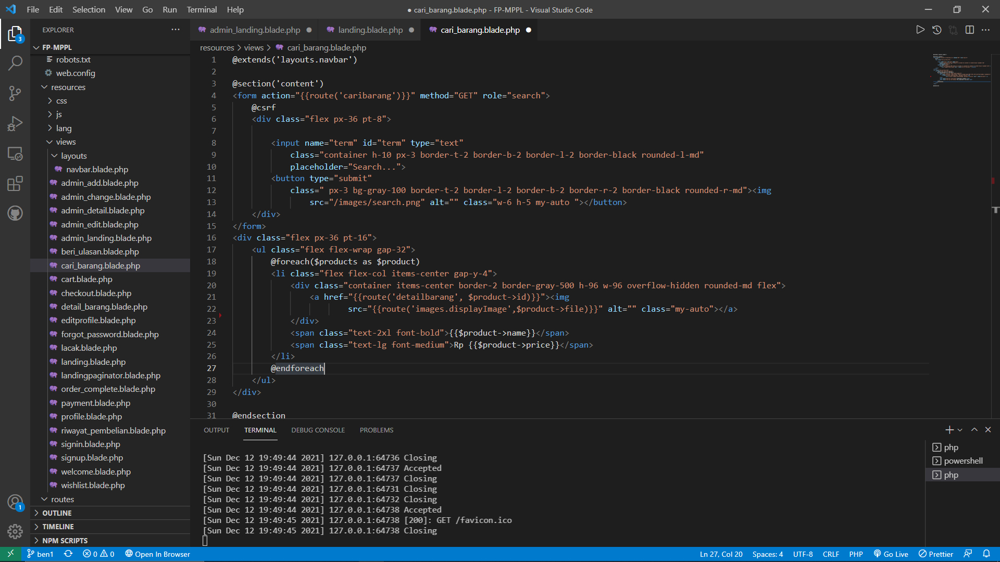 File Edit Selection View Go Run Terminal Help
● cari_barang.blade.php - FP-MPPL - Visual Studio Code
EXPLORER
FP-MPPL
robots.txt
web.config
resources
css
js
lang
views
layouts
navbar.blade.php
admin_add.blade.php
admin_change.blade.php
admin_detail.blade.php
admin_edit.blade.php
admin_landing.blade.php
beri_ulasan.blade.php
cari_barang.blade.php
cart.blade.php
checkout.blade.php
detail_barang.blade.php
editprofile.blade.php
forgot_password.blade.php
lacak.blade.php
landing.blade.php
landingpaginator.blade.php
order_complete.blade.php
payment.blade.php
profile.blade.php
riwayat_pembelian.blade.php
signin.blade.php
signup.blade.php
welcome.blade.php
wishlist.blade.php
routes
OUTLINE
TIMELINE
NPM SCRIPTS
3
1
admin_landing.blade.php ● landing.blade.php ● cari_barang.blade.php ●
resources > views > cari_barang.blade.php
1 @extends('layouts.navbar')
2
3 @section('content')
4 <form action="{{route('caribarang')}}" method="GET" role="search">
5 @csrf
6 <div class="flex px-36 pt-8">
7
8 <input name="term" id="term" type="text"
9 class="container h-10 px-3 border-t-2 border-b-2 border-l-2 border-black rounded-l-md"
10 placeholder="Search...">
11 <button type="submit"
12 class=" px-3 bg-gray-100 border-t-2 border-l-2 border-b-2 border-r-2 border-black rounded-r-md"><img
13 src="/images/search.png" alt="" class="w-6 h-5 my-auto "></button>
14 </div>
15 </form>
16 <div class="flex px-36 pt-16">
17 <ul class="flex flex-wrap gap-32">
18 @foreach($products as $product)
19 <li class="flex flex-col items-center gap-y-4">
20 <div class="container items-center border-2 border-gray-500 h-96 w-96 overflow-hidden rounded-md flex">
21 <a href="{{route('detailbarang', $product->id)}}"><img
22 src="{{route('images.displayImage',$product->file)}}" alt="" class="my-auto"></a>
23 </div>
24 <span class="text-2xl font-bold">{{$product->name}}</span>
25 <span class="text-lg font-medium">Rp {{$product->price}}</span>
26 </li>
27 @endforeach
28 </ul>
29 </div>
30
31 @endsection
OUTPUT TERMINAL DEBUG CONSOLE PROBLEMS
[Sun Dec 12 19:49:44 2021] 127.0.0.1:64736 Closing
[Sun Dec 12 19:49:44 2021] 127.0.0.1:64737 Accepted
[Sun Dec 12 19:49:44 2021] 127.0.0.1:64737 Closing
[Sun Dec 12 19:49:44 2021] 127.0.0.1:64731 Closing
[Sun Dec 12 19:49:44 2021] 127.0.0.1:64732 Closing
[Sun Dec 12 19:49:44 2021] 127.0.0.1:64738 Accepted
[Sun Dec 12 19:49:45 2021] 127.0.0.1:64738 [200]: GET /favicon.ico
[Sun Dec 12 19:49:45 2021] 127.0.0.1:64738 Closing
php
powershell
php
ben1 0 0 Open In Browser
Ln 27, Col 20 Spaces: 4 UTF-8 CRLF PHP Go Live Prettier